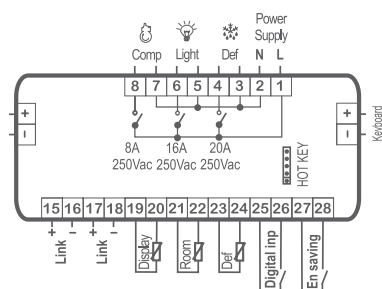 Power
Supply
Comp Light Def N L
8 7 6 5 4 3 2 1
+
-
+
-
Keyboard
8A 16A 20A
250Vac 250Vac 250Vac
HOT KEY
15 16 17 18 19 20 21 22 23 24 25 26 27 28
+ - + -
Link
Link
Display
Room
Def
Digital inp
En saving